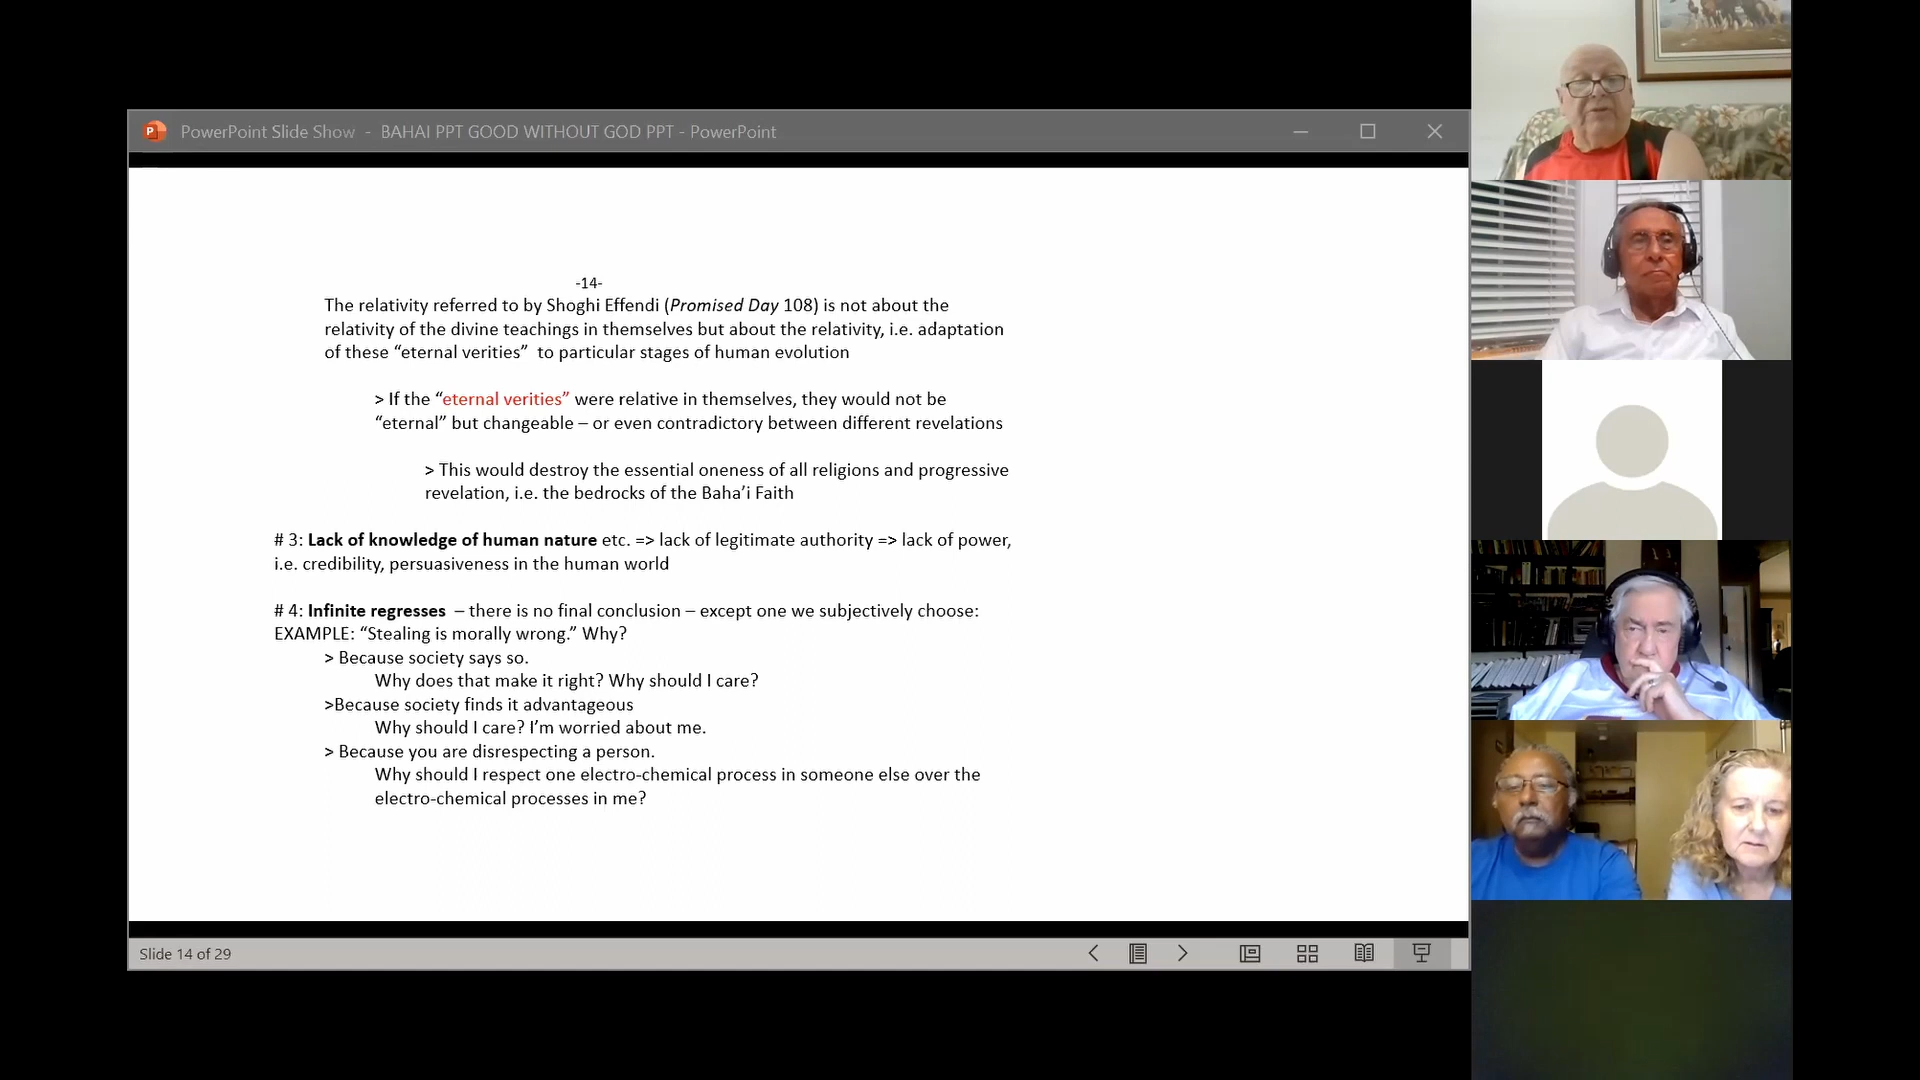 PowerPoint Slide Show - BAHAI PPT GOOD WITHOUT GOD PPT - PowerPoint
-14-
The relativity referred to by Shoghi Effendi (Promised Day 108) is not about the
relativity of the divine teachings in themselves but about the relativity, i.e. adaptation
of these “eternal verities” to particular stages of human evolution
> If the “eternal verities” were relative in themselves, they would not be
“eternal” but changeable – or even contradictory between different revelations
> This would destroy the essential oneness of all religions and progressive
revelation, i.e. the bedrocks of the Baha’i Faith
# 3: Lack of knowledge of human nature etc. => lack of legitimate authority => lack of power,
i.e. credibility, persuasiveness in the human world
# 4: Infinite regresses – there is no final conclusion – except one we subjectively choose:
EXAMPLE: “Stealing is morally wrong.” Why?
> Because society says so.
Why does that make it right? Why should I care?
>Because society finds it advantageous
Why should I care? I’m worried about me.
> Because you are disrespecting a person.
Why should I respect one electro-chemical process in someone else over the
electro-chemical processes in me?
Slide 14 of 29